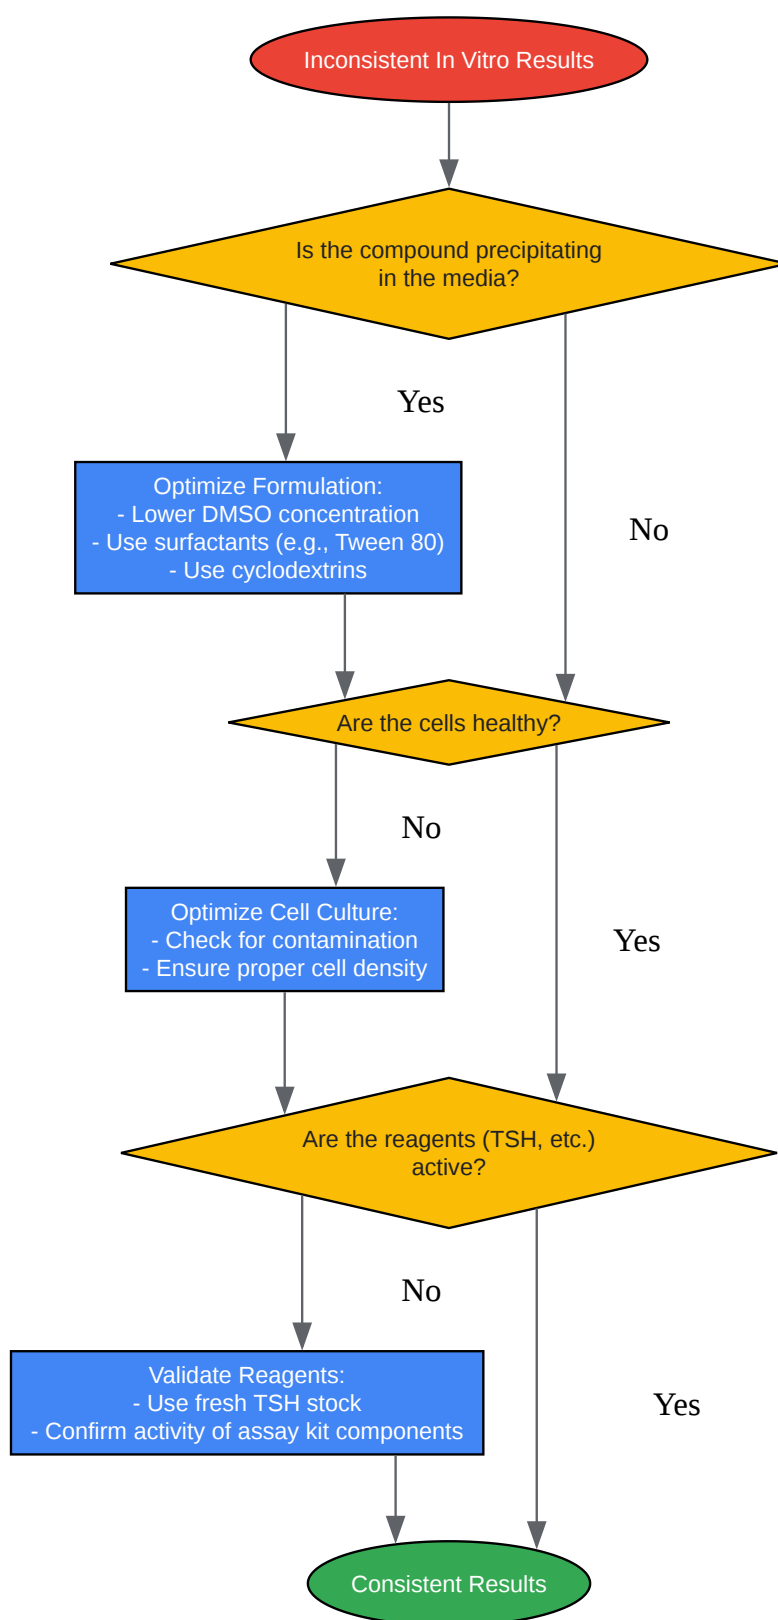 Inconsistent In Vitro Results
Is the compound precipitating
in the media?
Yes
Optimize Formulation:
- Lower DMSO concentration
- Use surfactants (e.g., Tween 80)
- Use cyclodextrins
No
Are the cells healthy?
No
Optimize Cell Culture:
- Check for contamination
- Ensure proper cell density
Yes
Are the reagents (TSH, etc.)
active?
No
Validate Reagents:
- Use fresh TSH stock
- Confirm activity of assay kit components
Yes
Consistent Results